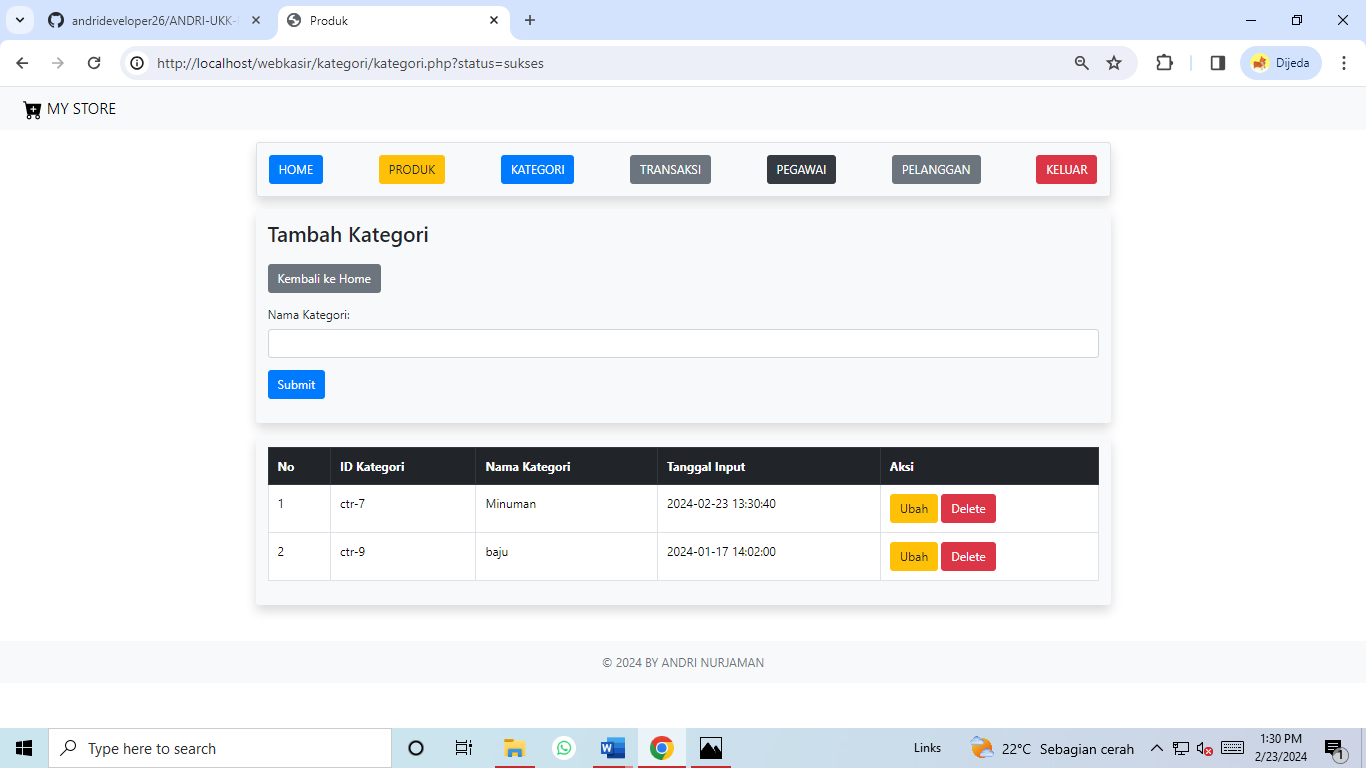 andrideveloper26/ANDRI-UKK-
Produk
http://localhost/webkasir/kategori/kategori.php?status=sukses
Dijeda
MY STORE
HOME PRODUK KATEGORI TRANSAKSI PEGAWAI PELANGGAN KELUAR
Tambah Kategori
Kembali ke Home
Nama Kategori:
Submit
No ID Kategori Nama Kategori Tanggal Input Aksi
1 ctr-7 Minuman 2024-02-23 13:30:40 Ubah Delete
2 ctr-9 baju 2024-01-17 14:02:00 Ubah Delete
© 2024 BY ANDRI NURJAMAN
Type here to search
Links
22°C Sebagian cerah
1:30 PM
2/23/2024
1